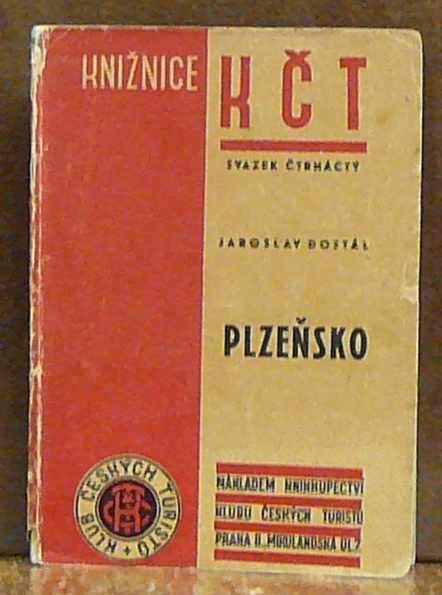 KNIŽNICE KČT
SVAZEK ČTRNÁCTÝ
JAROSLAV DOSTÁL
PLZEŇSKO
NÁKLADEM KNIHKUPECTVÍ
KLUBU ČESKÝCH TURISTŮ
PRAHA II., MIKULANDSKÁ UL. 7
KLUB ČESKÝCH TURISTŮ
KČT